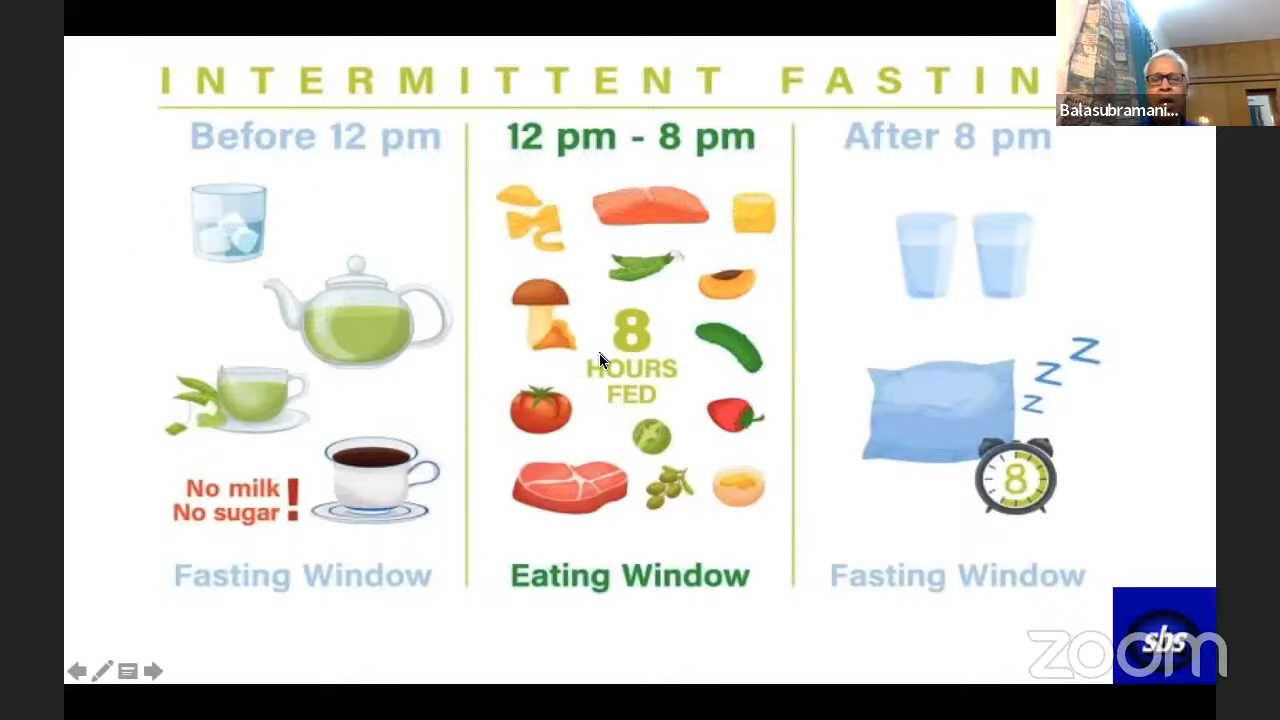 INTERMITTENT FASTIN
Balasubramani...
Before 12 pm
12 pm - 8 pm
After 8 pm
8
HOURS
FED
z
z
z
8
No milk
No sugar !
Fasting Window
Eating Window
Fasting Window
sbs
zoom